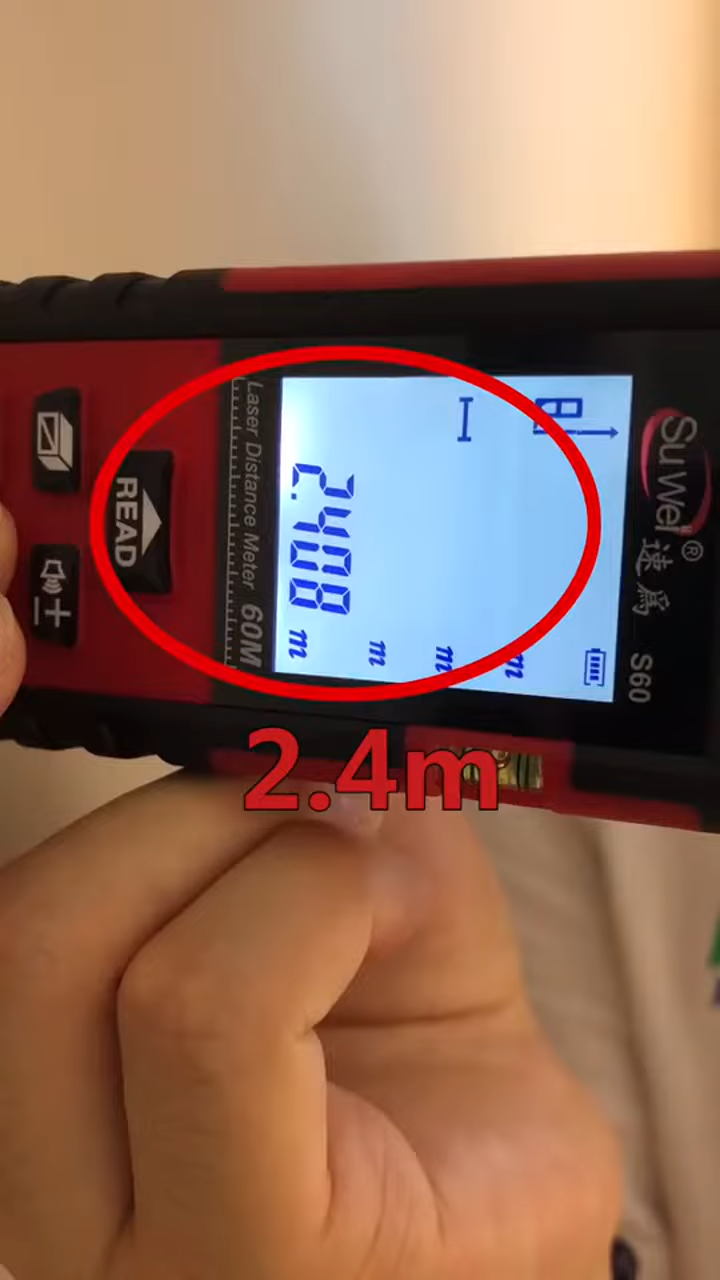 SuWei® 速為 S60
m
m
m
2.408 m
Laser Distance Meter 60M
READ
2.4m